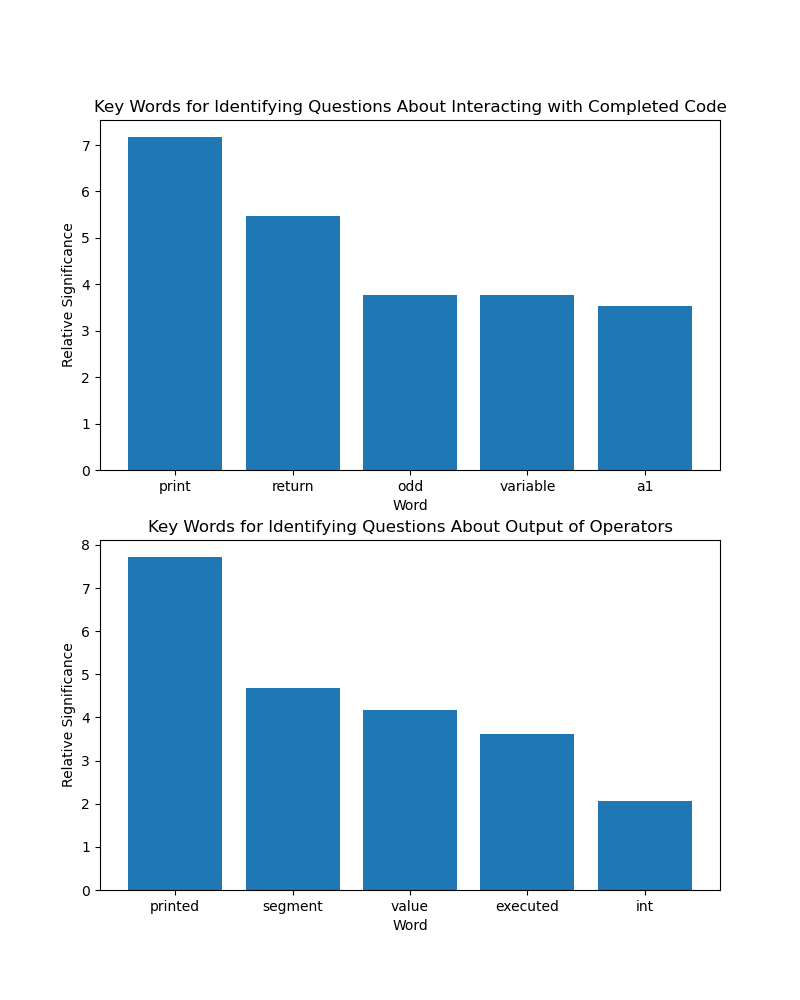 Key Words for Identifying Questions About Interacting with Completed Code
7
6
5
4
3
2
1
0
Relative Significance
print return odd variable a1
Word
Key Words for Identifying Questions About Output of Operators
8
7
6
5
4
3
2
1
0
Relative Significance
printed segment value executed int
Word